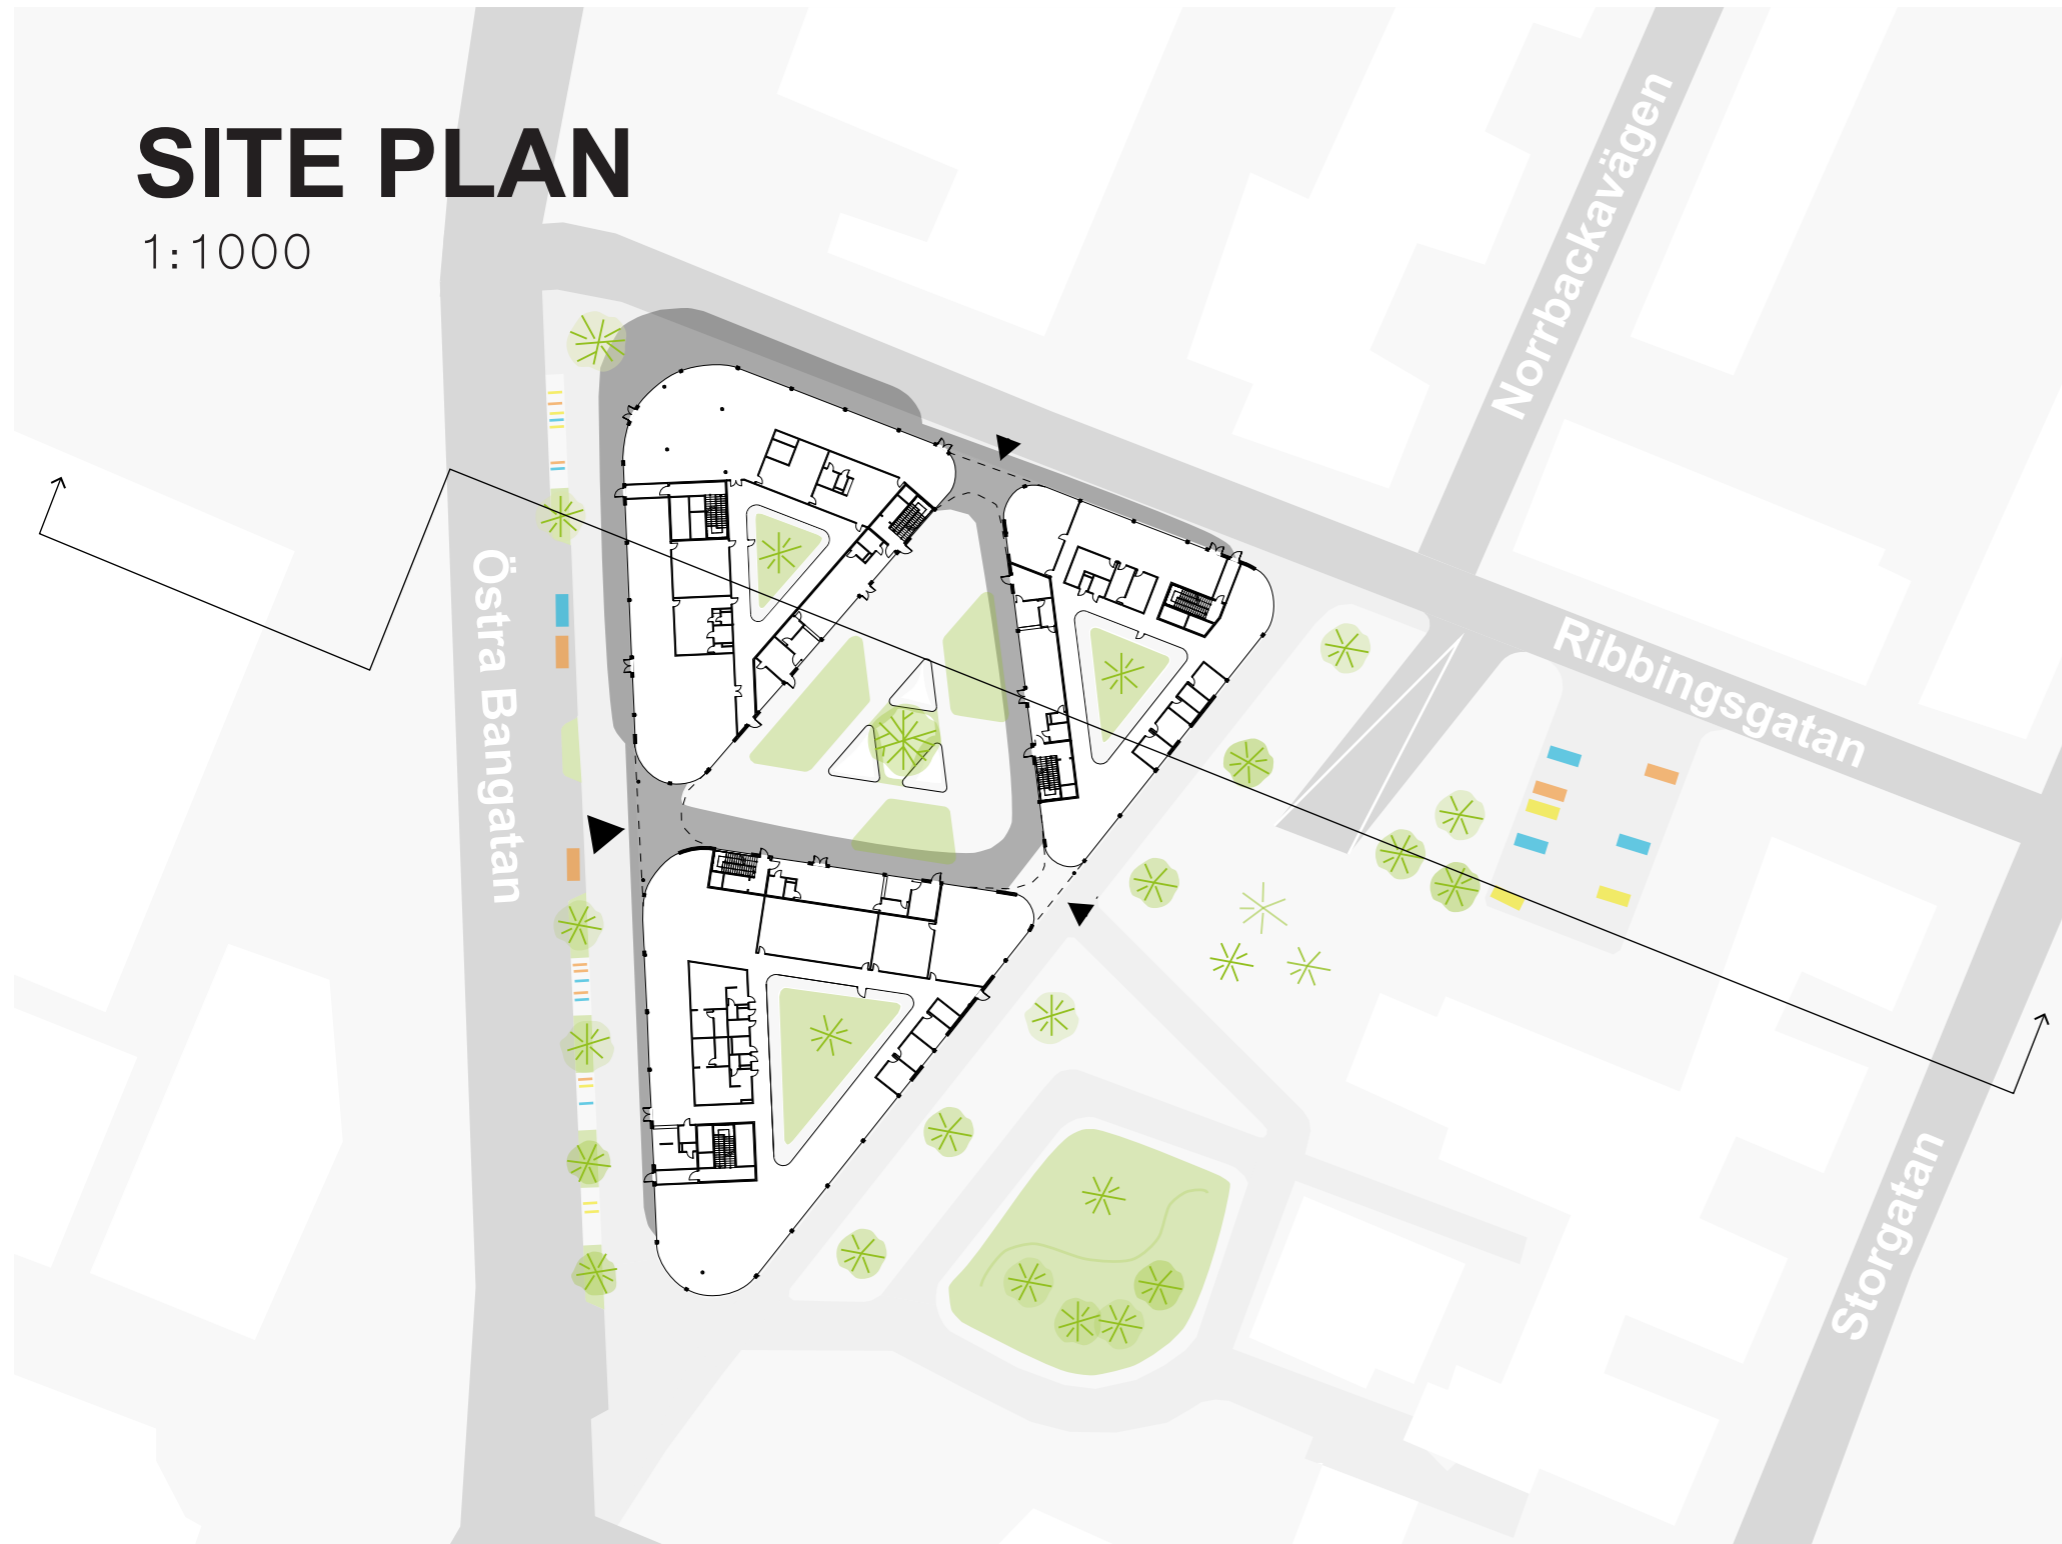 SITE PLAN
1:1000
Norrbackavägen
Östra Bangatan
Ribbingsgatan
Storgatan